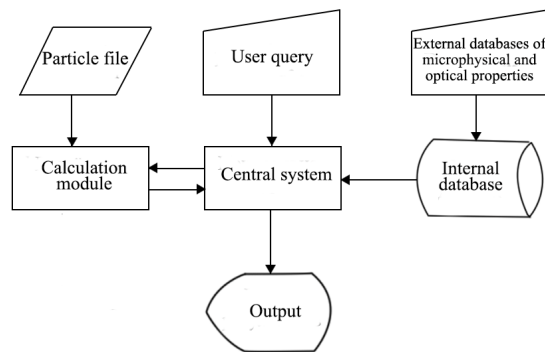 Particle file
User query
External databases of
microphysical and
optical properties
Calculation
module
Central system
Internal
database
Output